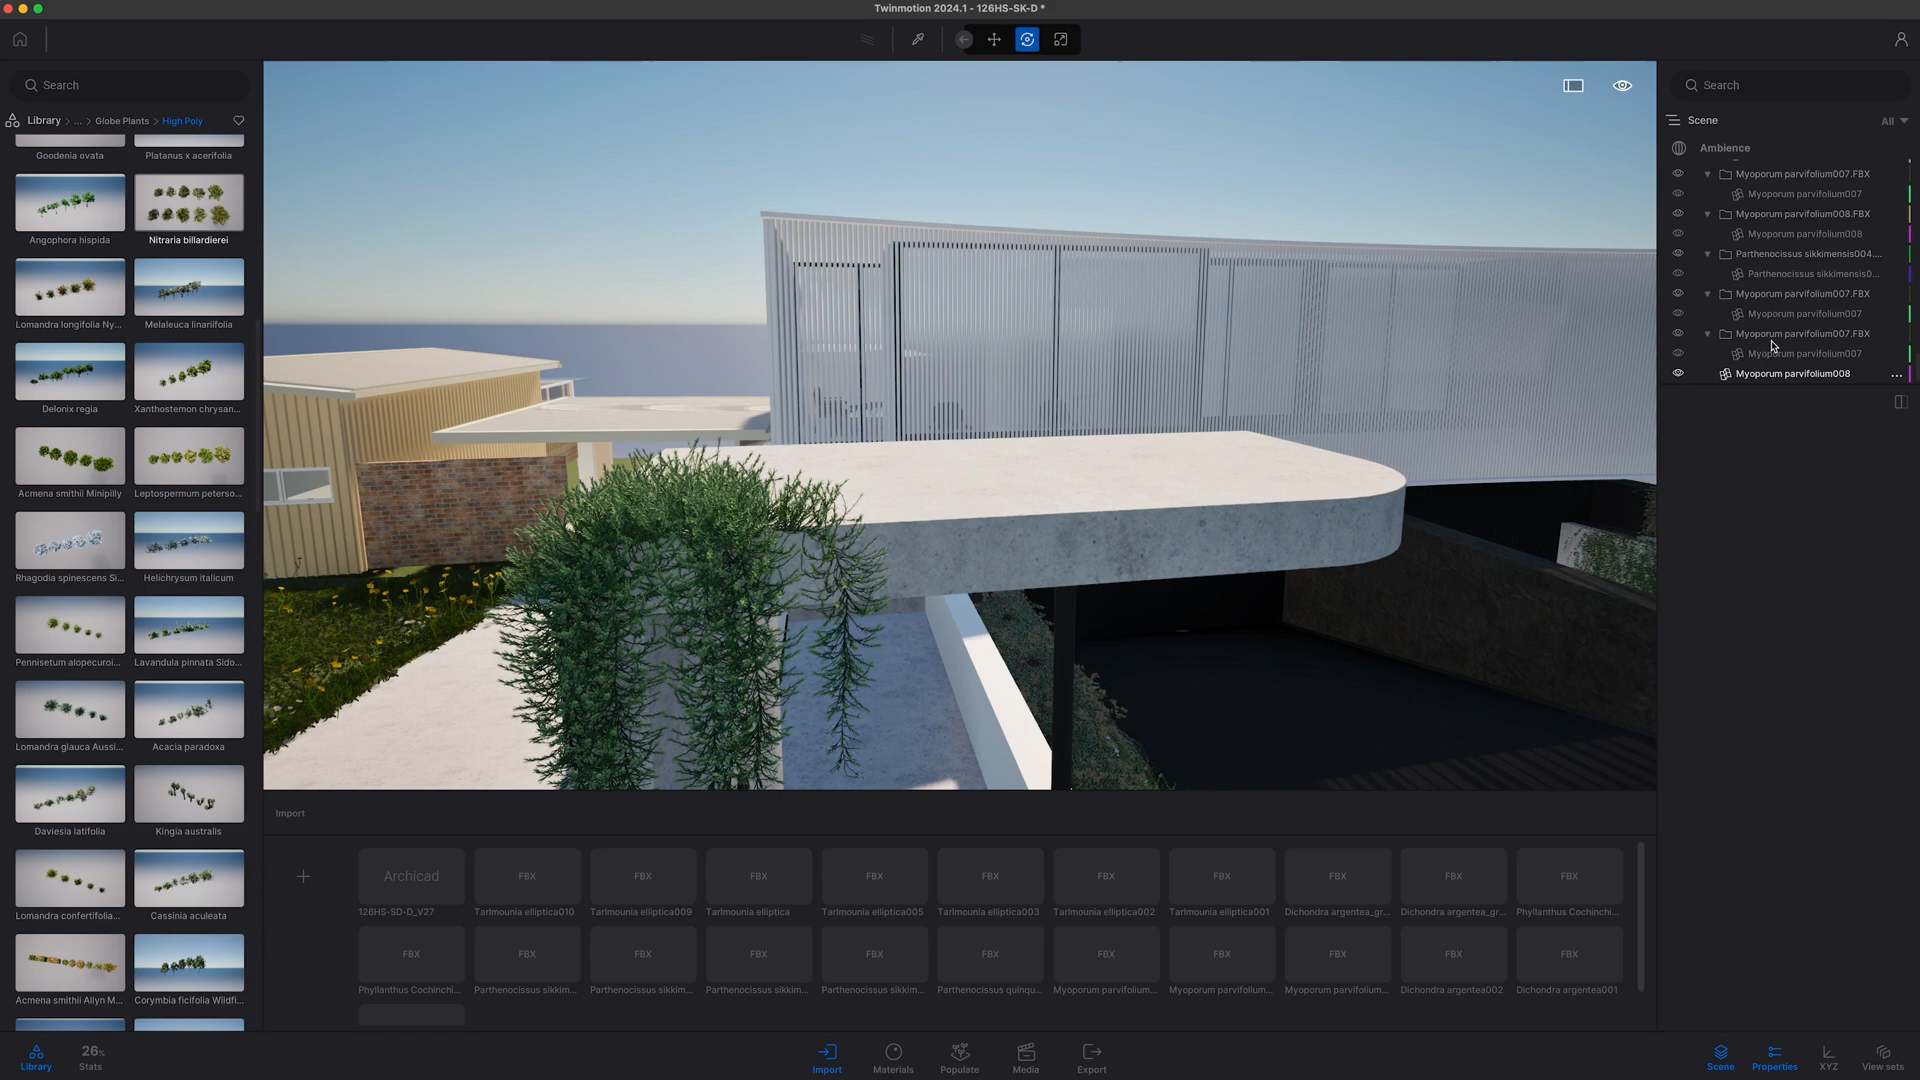 Twinmotion 2024.1 - 126HS-SK-D *
Search
Library > ... > Globe Plants > High Poly
Goodenia ovata
Platanus x acerifolia
Angophora hispida
Nitraria billardierei
Lomandra longifolia Ny...
Melaleuca linariifolia
Delonix regia
Xanthostemon chrysan...
Acmena smithii Minipilly
Leptospermum peterso...
Rhagodia spinescens Si...
Helichrysum italicum
Pennisetum alopecuroi...
Lavandula pinnata Sido...
Lomandra glauca Aussi...
Acacia paradoxa
Daviesia latifolia
Kingia australis
Lomandra confertifolia...
Cassinia aculeata
Acmena smithii Allyn M...
Corymbia ficifolia Wildfi...
Library
26%
Stats
Search
Scene
All
Ambience
Myoporum parvifolium007.FBX
Myoporum parvifolium007
Myoporum parvifolium008.FBX
Myoporum parvifolium008
Parthenocissus sikkimensis004....
Parthenocissus sikkimensis0...
Myoporum parvifolium007.FBX
Myoporum parvifolium007
Myoporum parvifolium007.FBX
Myoporum parvifolium007
Myoporum parvifolium008 ...
Import
Archicad
126HS-SD-D_V27
FBX
Tarlmounia elliptica010
FBX
Tarlmounia elliptica009
FBX
Tarlmounia elliptica
FBX
Tarlmounia elliptica005
FBX
Tarlmounia elliptica003
FBX
Tarlmounia elliptica002
FBX
Tarlmounia elliptica001
FBX
Dichondra argentea_gr...
FBX
Dichondra argentea_gr...
FBX
Phyllanthus Cochinchi...
FBX
Phyllanthus Cochinchi...
FBX
Parthenocissus sikkim...
FBX
Parthenocissus sikkim...
FBX
Parthenocissus sikkim...
FBX
Parthenocissus sikkim...
FBX
Parthenocissus quinqu...
FBX
Myoporum parvifolium...
FBX
Myoporum parvifolium...
FBX
Myoporum parvifolium...
FBX
Dichondra argentea002
FBX
Dichondra argentea001
Import
Materials
Populate
Media
Export
Scene
Properties
XYZ
View sets